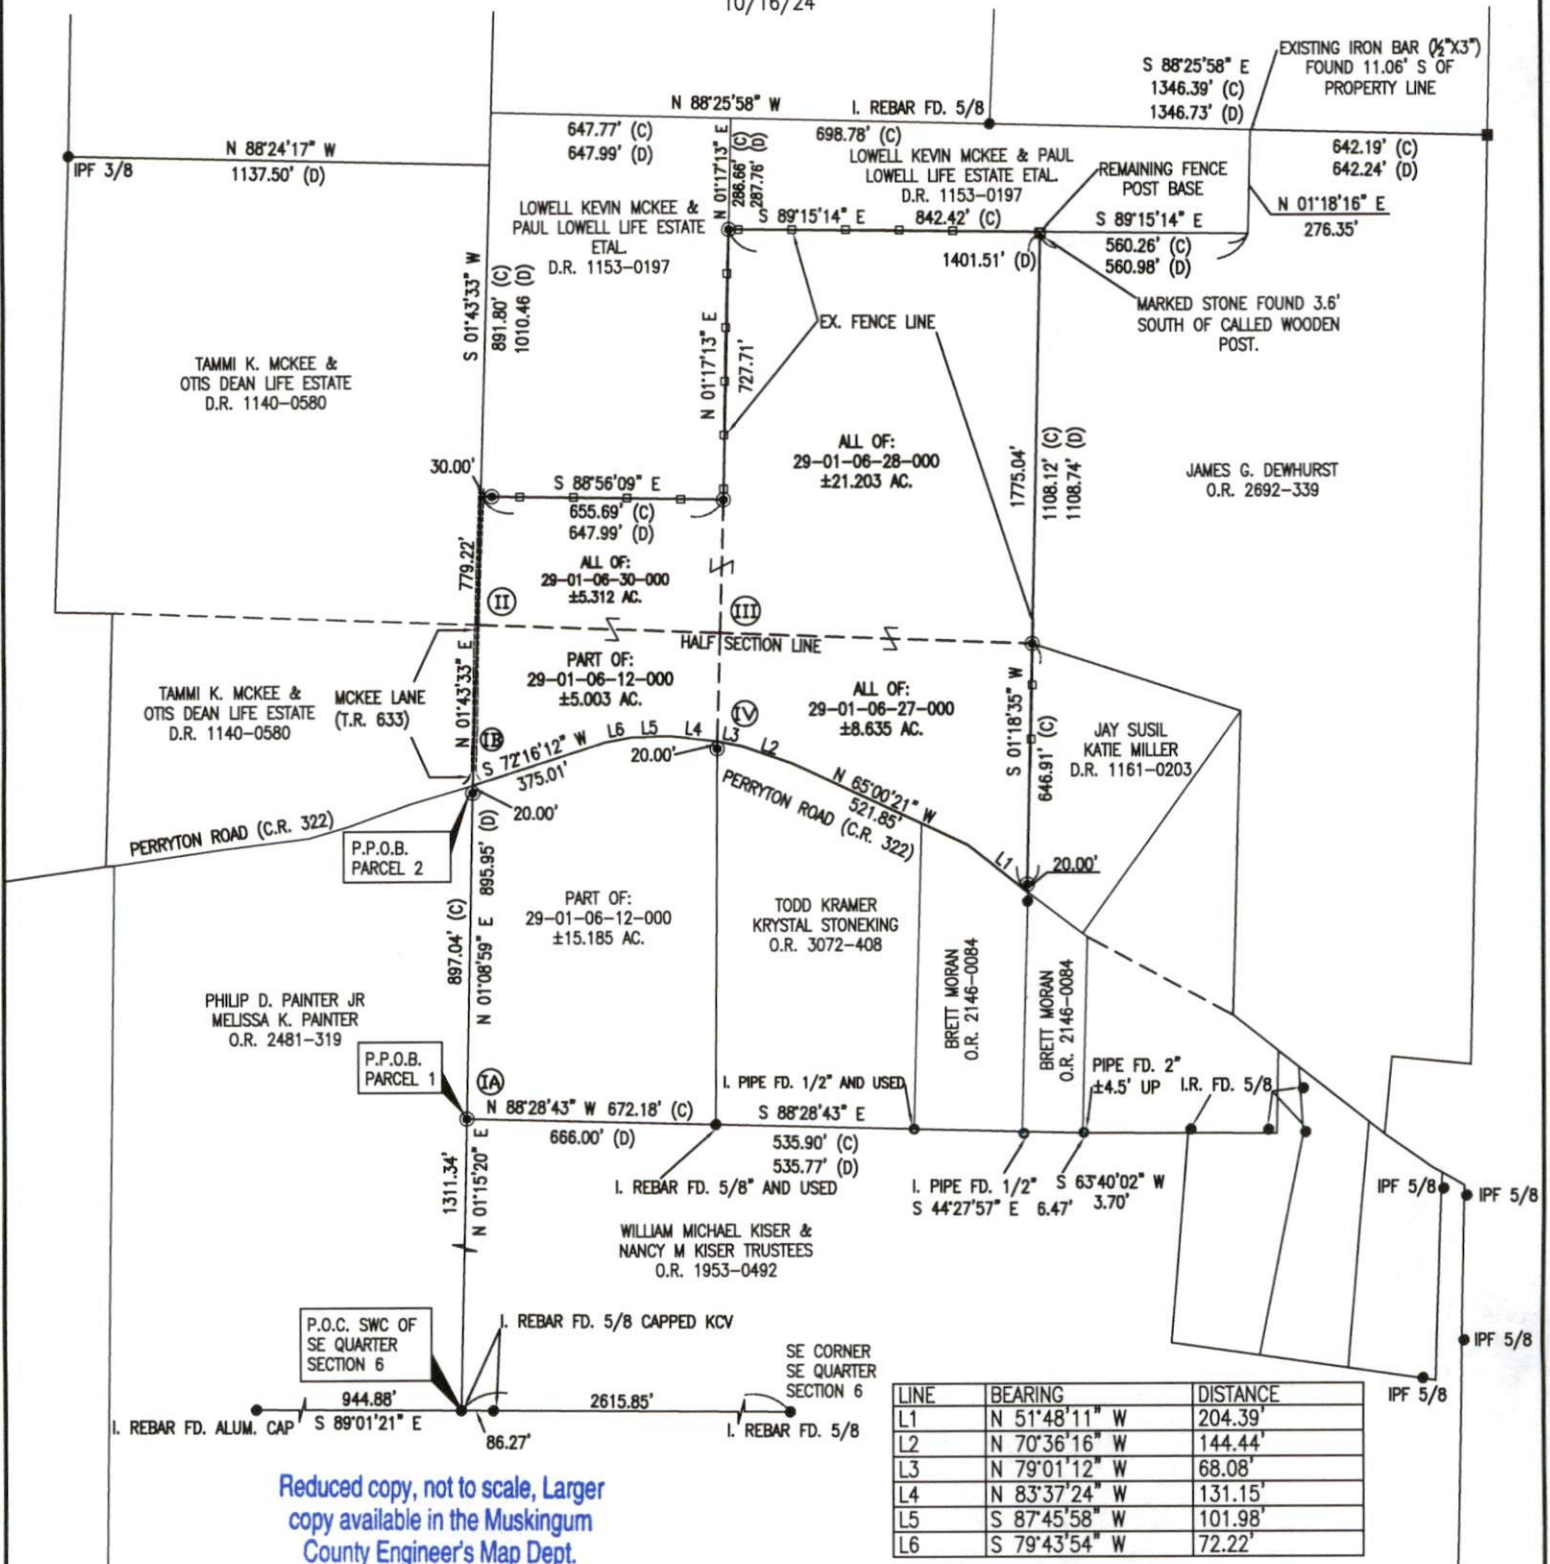 10/16/24
EXISTING IRON BAR (½"X3")
FOUND 11.06' S OF
PROPERTY LINE
S 88°25'58" E
1346.39' (C)
1346.73' (D)
N 88°25'58" W
I. REBAR FD. 5/8
647.77' (C)
647.99' (D)
698.78' (C)
642.19' (C)
642.24' (D)
N 88°24'17" W
1137.50' (D)
IPF 3/8
N 01°17'13" E
286.66' (C)
287.76' (D)
LOWELL KEVIN MCKEE & PAUL
LOWELL LIFE ESTATE ETAL.
D.R. 1153-0197
REMAINING FENCE
POST BASE
N 01°18'16" E
276.35'
LOWELL KEVIN MCKEE &
PAUL LOWELL LIFE ESTATE
ETAL.
D.R. 1153-0197
S 89°15'14" E
842.42' (C)
1401.51' (D)
S 89°15'14" E
560.26' (C)
560.98' (D)
S 01°43'33" W
891.80' (C)
1010.46 (D)
MARKED STONE FOUND 3.6'
SOUTH OF CALLED WOODEN
POST.
EX. FENCE LINE
N 01°17'13" E
727.71'
TAMMI K. MCKEE &
OTIS DEAN LIFE ESTATE
D.R. 1140-0580
ALL OF:
29-01-06-28-000
±21.203 AC.
1775.04'
1108.12' (C)
1108.74' (D)
JAMES G. DEWHURST
O.R. 2692-339
30.00'
S 88°56'09" E
655.69' (C)
647.99' (D)
779.22'
ALL OF:
29-01-06-30-000
±5.312 AC.
II
III
HALF SECTION LINE
N 01°43'33" E
PART OF:
29-01-06-12-000
±5.003 AC.
ALL OF:
29-01-06-27-000
±8.635 AC.
S 01°18'35" W
646.91' (C)
TAMMI K. MCKEE &
OTIS DEAN LIFE ESTATE
D.R. 1140-0580
MCKEE LANE
(T.R. 633)
JAY SUSIL
KATIE MILLER
D.R. 1161-0203
IB
IV
S 72°16'12" W
375.01'
L6 L5 L4 L3 L2
20.00'
N 65°00'21" W
521.85'
PERRYTON ROAD (C.R. 322)
20.00'
PERRYTON ROAD (C.R. 322)
P.P.O.B.
PARCEL 2
L1
20.00'
897.04' (C)
N 01°08'59" E 895.95' (D)
PART OF:
29-01-06-12-000
±15.185 AC.
TODD KRAMER
KRYSTAL STONEKING
O.R. 3072-408
BRETT MORAN
O.R. 2146-0084
BRETT MORAN
O.R. 2146-0084
PHILIP D. PAINTER JR
MELISSA K. PAINTER
O.R. 2481-319
P.P.O.B.
PARCEL 1
IA
PIPE FD. 2"
±4.5' UP
I.R. FD. 5/8
I. PIPE FD. 1/2" AND USED
N 88°28'43" W 672.18' (C)
666.00' (D)
S 88°28'43" E
535.90' (C)
535.77' (D)
1311.34'
N 01°15'20" E
I. REBAR FD. 5/8" AND USED
I. PIPE FD. 1/2"
S 44°27'57" E 6.47'
S 63°40'02" W
3.70'
IPF 5/8
IPF 5/8
WILLIAM MICHAEL KISER &
NANCY M KISER TRUSTEES
O.R. 1953-0492
P.O.C. SWC OF
SE QUARTER
SECTION 6
I. REBAR FD. 5/8 CAPPED KCV
SE CORNER
SE QUARTER
SECTION 6
IPF 5/8
IPF 5/8
944.88'
S 89°01'21" E
I. REBAR FD. ALUM. CAP
86.27'
2615.85'
I. REBAR FD. 5/8
LINE BEARING DISTANCE
L1 N 51°48'11" W 204.39'
L2 N 70°36'16" W 144.44'
L3 N 79°01'12" W 68.08'
L4 N 83°37'24" W 131.15'
L5 S 87°45'58" W 101.98'
L6 S 79°43'54" W 72.22'
Reduced copy, not to scale, Larger
copy available in the Muskingum
County Engineer's Map Dept.